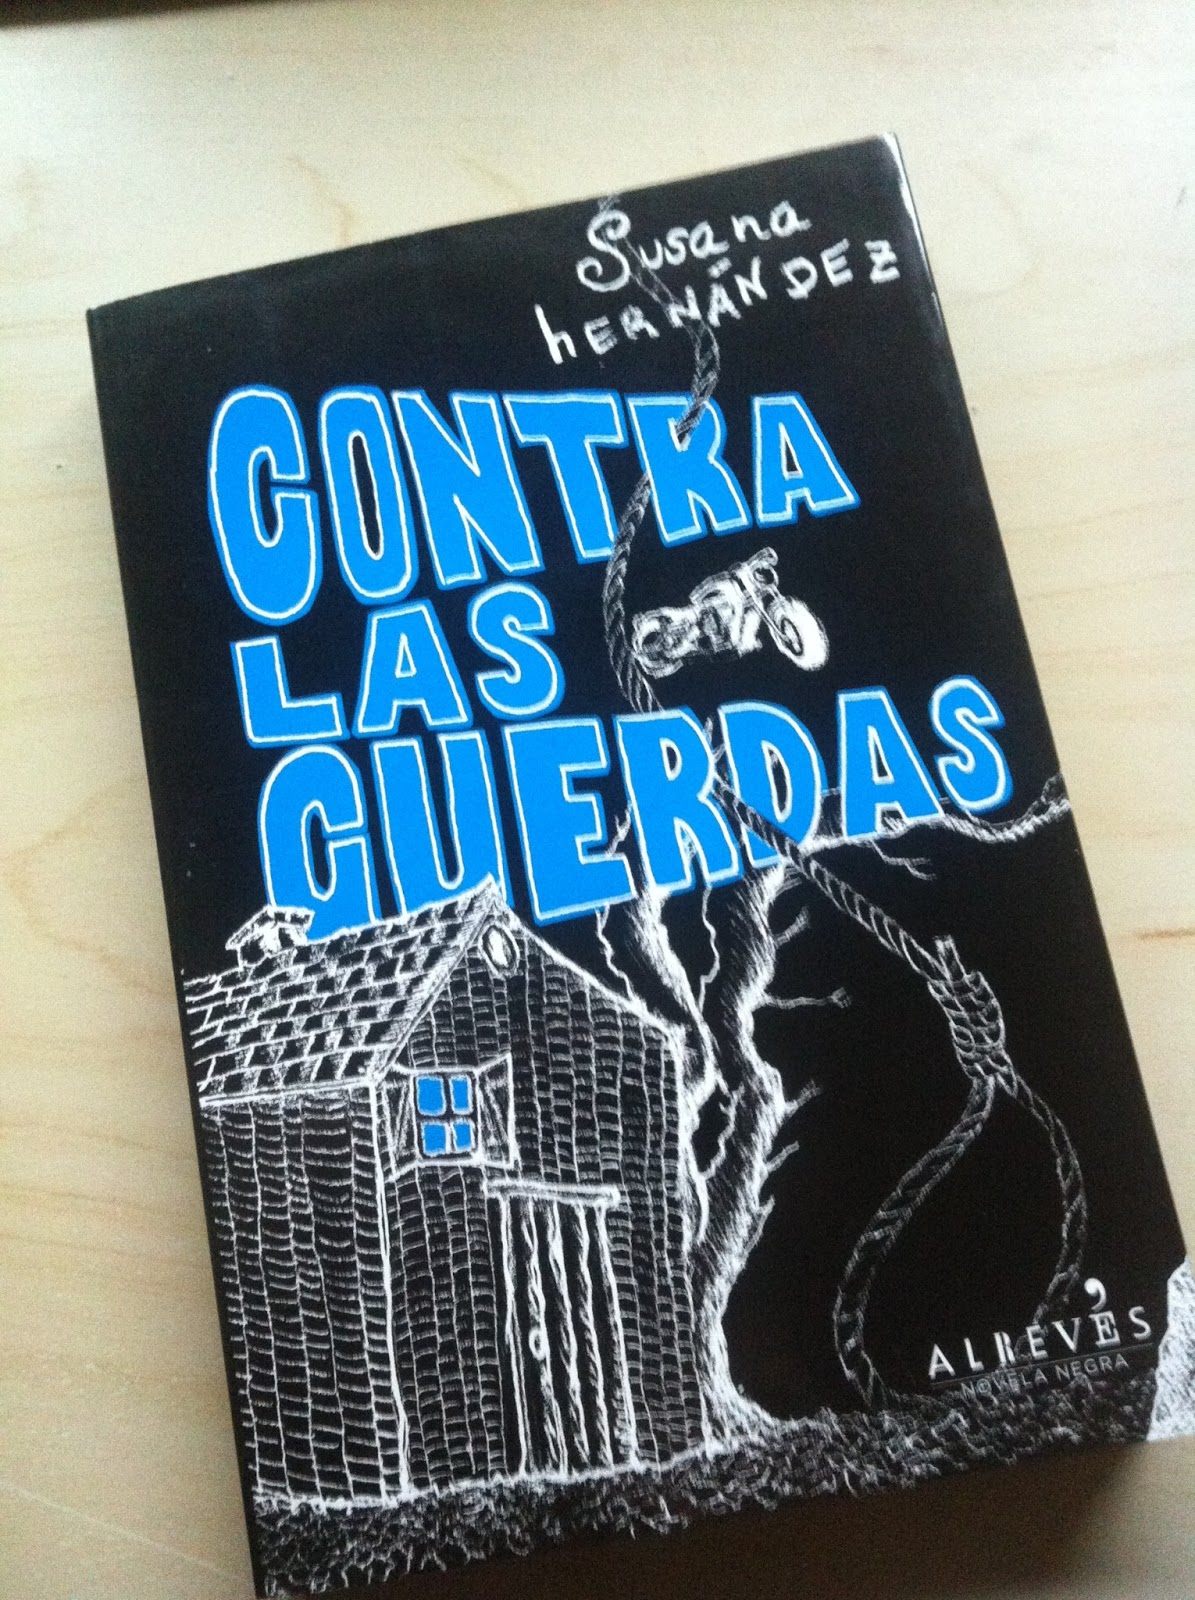 Susana
HERNÁNDEZ
CONTRA
LAS
CUERDAS
ALREVÉS
NOVELA NEGRA